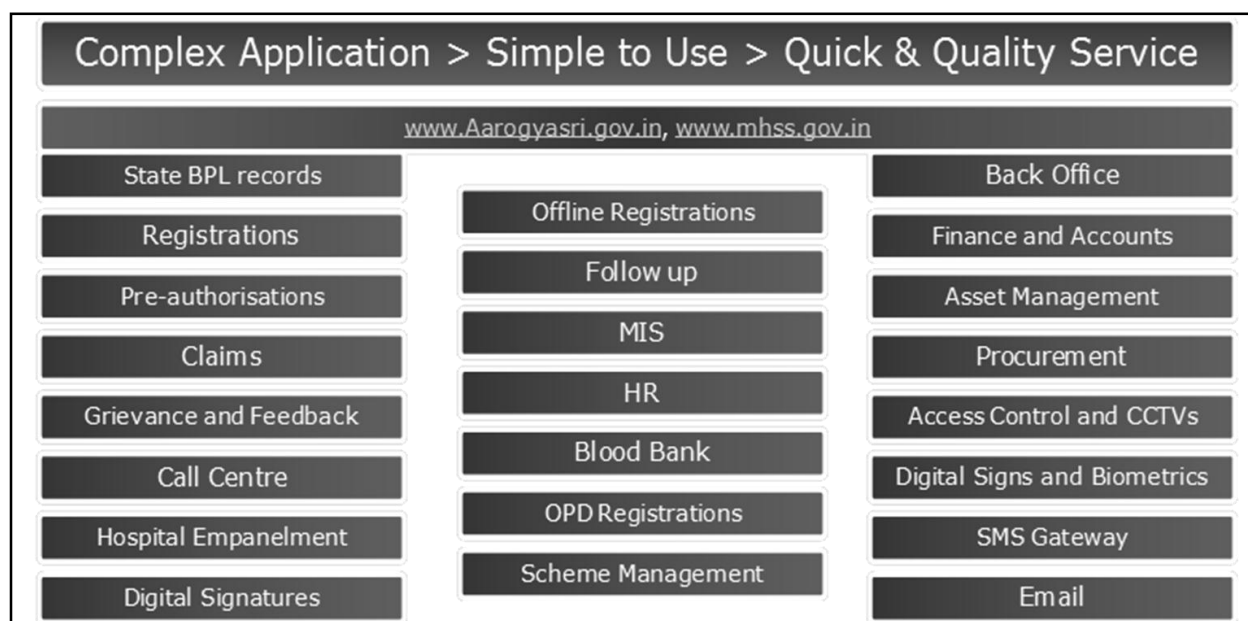 Complex Application > Simple to Use > Quick & Quality Service
www.Aarogyasri.gov.in, www.mhss.gov.in
State BPL records
Registrations
Pre-authorisations
Claims
Grievance and Feedback
Call Centre
Hospital Empanelment
Digital Signatures
Offline Registrations
Follow up
MIS
HR
Blood Bank
OPD Registrations
Scheme Management
Back Office
Finance and Accounts
Asset Management
Procurement
Access Control and CCTVs
Digital Signs and Biometrics
SMS Gateway
Email